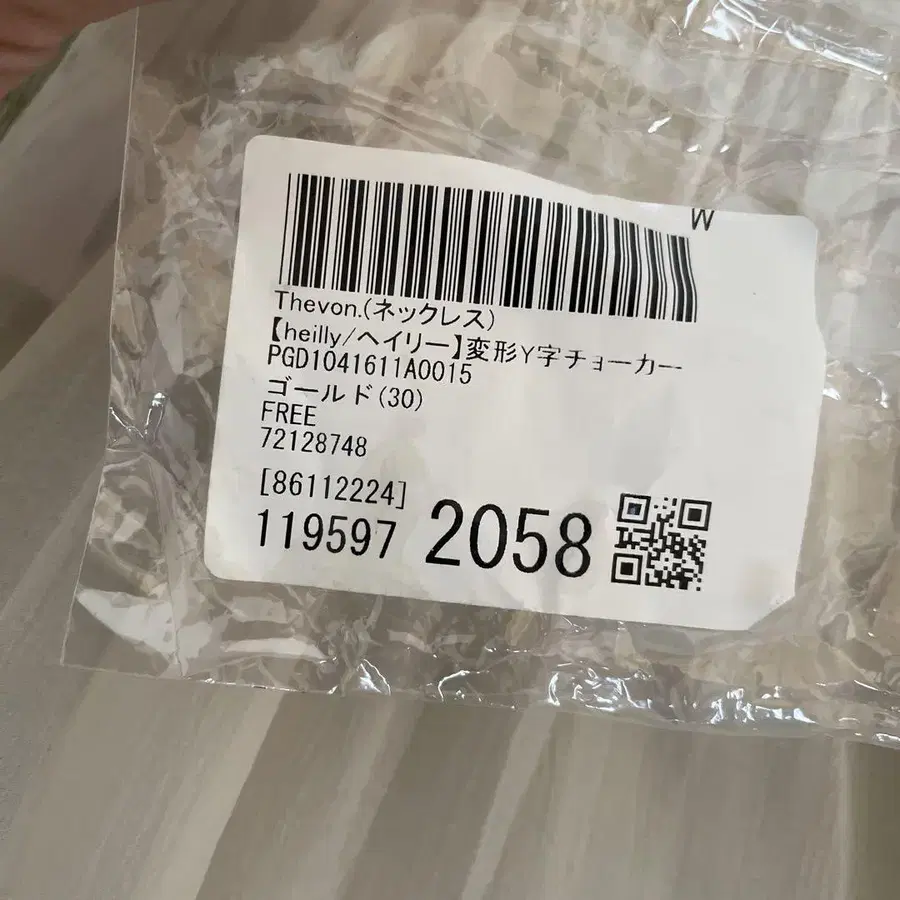 W
Thevon.(ネックレス)
【heilly/ヘイリー】変形Y字チョーカー
PGD1041611A0015
ゴールド(30)
FREE
72128748
[86112224]
119597 2058